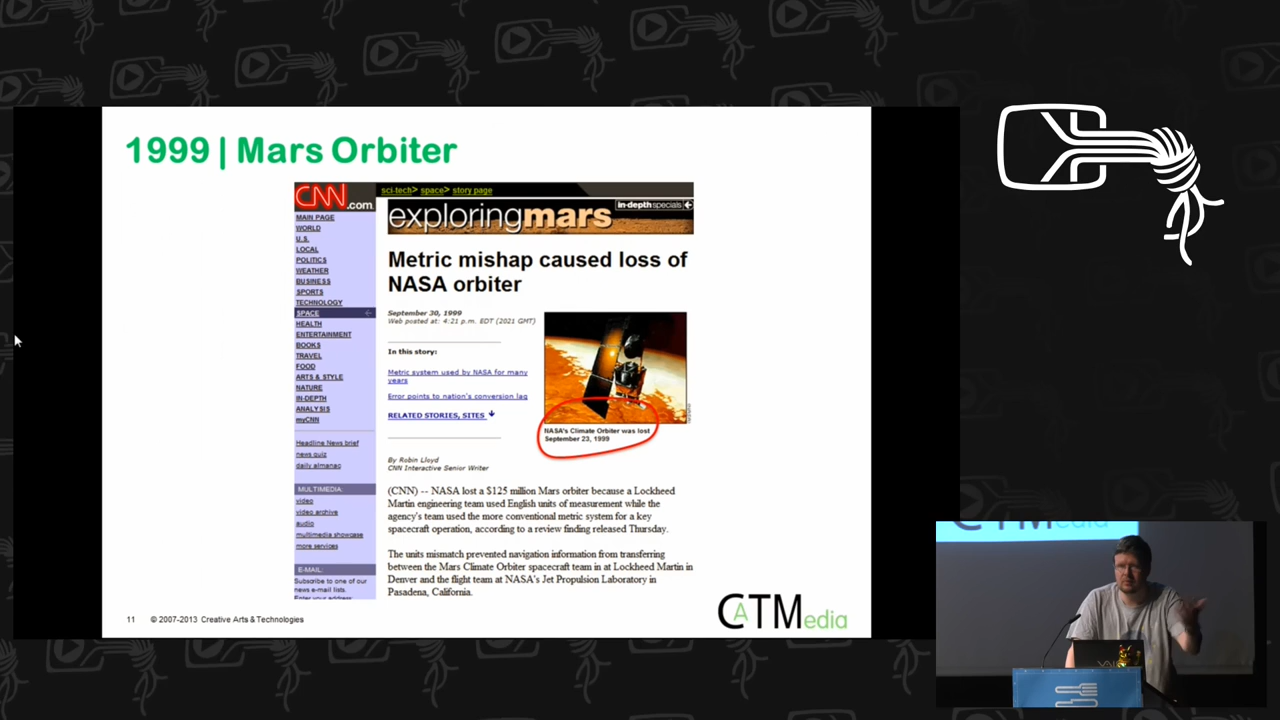 1999 | Mars Orbiter
CNN.com
sci-tech> space> story page
exploringmars
in-depth specials
MAIN PAGE
WORLD
U.S.
LOCAL
POLITICS
WEATHER
BUSINESS
SPORTS
TECHNOLOGY
SPACE
HEALTH
ENTERTAINMENT
BOOKS
TRAVEL
FOOD
ARTS & STYLE
NATURE
IN-DEPTH
ANALYSIS
myCNN
Headline News brief
news quiz
daily almanac
MULTIMEDIA:
video
video archive
audio
multimedia showcase
more services
E-MAIL:
Subscribe to one of our
news e-mail lists.
Enter your address:
Metric mishap caused loss of
NASA orbiter
September 30, 1999
Web posted at: 4:21 p.m. EDT (2021 GMT)
In this story:
Metric system used by NASA for many
years
Error points to nation's conversion lag
RELATED STORIES, SITES
NASA's Climate Orbiter was lost
September 23, 1999
By Robin Lloyd
CNN Interactive Senior Writer
(CNN) -- NASA lost a $125 million Mars orbiter because a Lockheed
Martin engineering team used English units of measurement while the
agency's team used the more conventional metric system for a key
spacecraft operation, according to a review finding released Thursday.
The units mismatch prevented navigation information from transferring
between the Mars Climate Orbiter spacecraft team in at Lockheed Martin in
Denver and the flight team at NASA's Jet Propulsion Laboratory in
Pasadena, California.
11 © 2007-2013 Creative Arts & Technologies
CATMedia
CATMedia